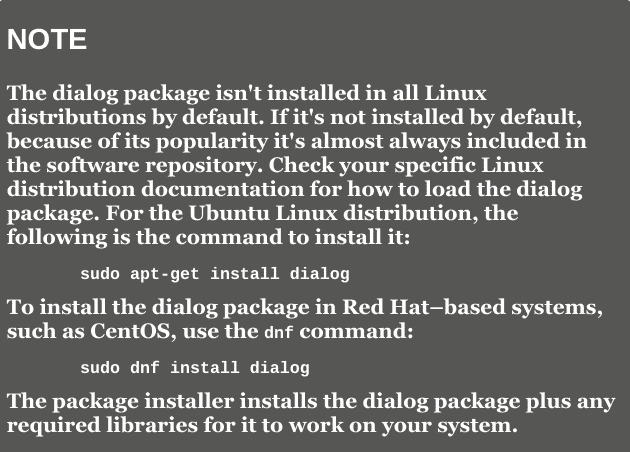 NOTE
The dialog package isn't installed in all Linux
distributions by default. If it's not installed by default,
because of its popularity it's almost always included in
the software repository. Check your specific Linux
distribution documentation for how to load the dialog
package. For the Ubuntu Linux distribution, the
following is the command to install it:
sudo apt-get install dialog
To install the dialog package in Red Hat–based systems,
such as CentOS, use the dnf command:
sudo dnf install dialog
The package installer installs the dialog package plus any
required libraries for it to work on your system.